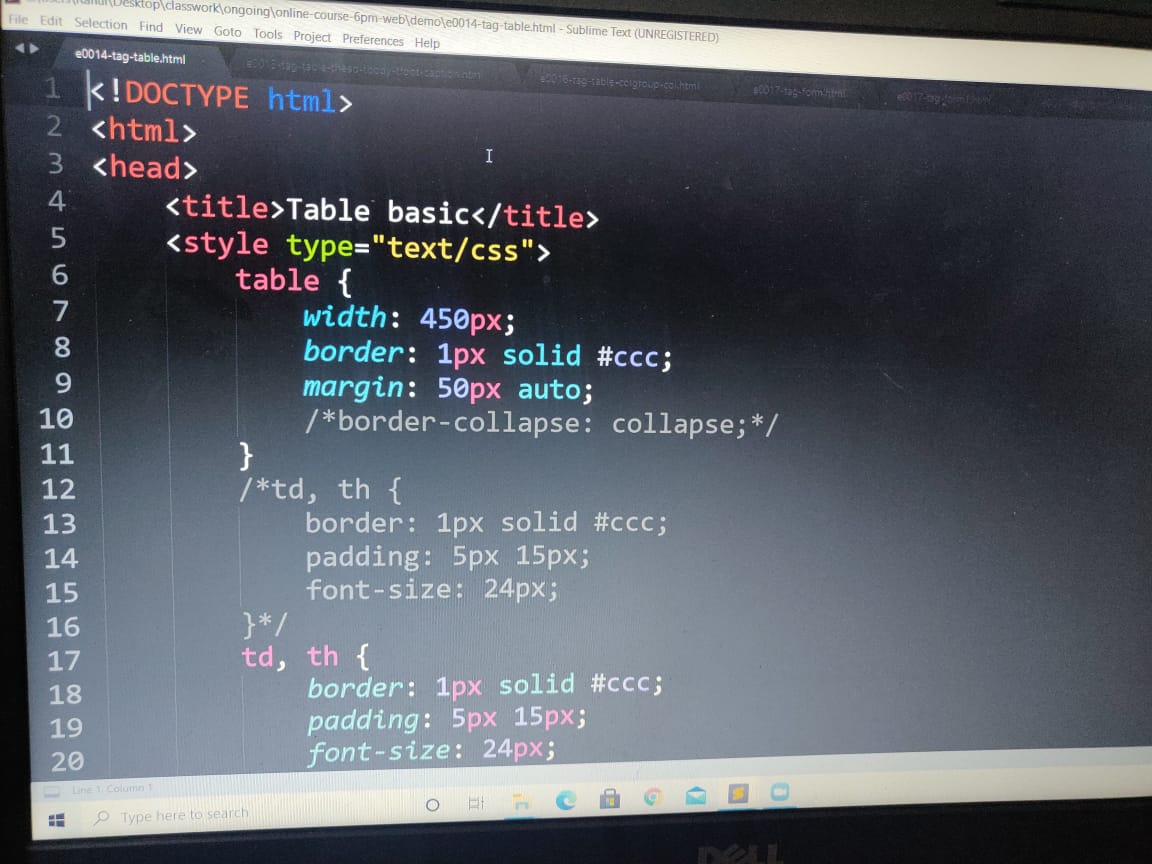 Desktop\classwork\ongoing\online-course-6pm-web\demo\e0014-tag-table.html - Sublime Text (UNREGISTERED)
File Edit Selection Find View Goto Tools Project Preferences Help
e0014-tag-table.html e0016-tag-table-colgroup-col.html e0017-tag-form.html
1 <!DOCTYPE html>
2 <html>
3 <head>
4 <title>Table basic</title>
5 <style type="text/css">
6 table {
7 width: 450px;
8 border: 1px solid #ccc;
9 margin: 50px auto;
10 /*border-collapse: collapse;*/
11 }
12 /*td, th {
13 border: 1px solid #ccc;
14 padding: 5px 15px;
15 font-size: 24px;
16 }*/
17 td, th {
18 border: 1px solid #ccc;
19 padding: 5px 15px;
20 font-size: 24px;
Line 1, Column 1
Type here to search
DELL